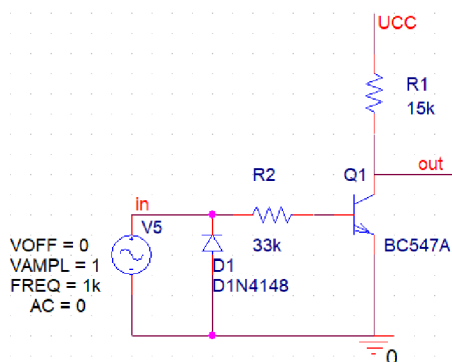 UCC
R1
15k
out
Q1
R2
in
V5
33k
BC547A
VOFF = 0
VAMPL = 1
FREQ = 1k
AC = 0
D1
D1N4148
0